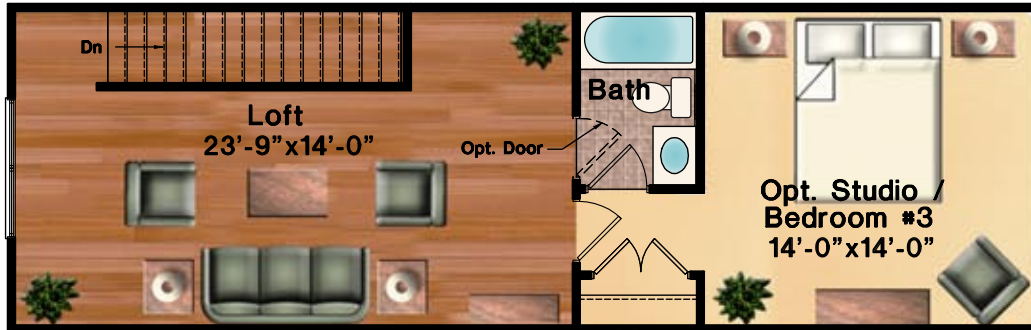 Dn
Loft
23'-9"x14'-0"
Opt. Door
Bath
Opt. Studio /
Bedroom #3
14'-0"x14'-0"